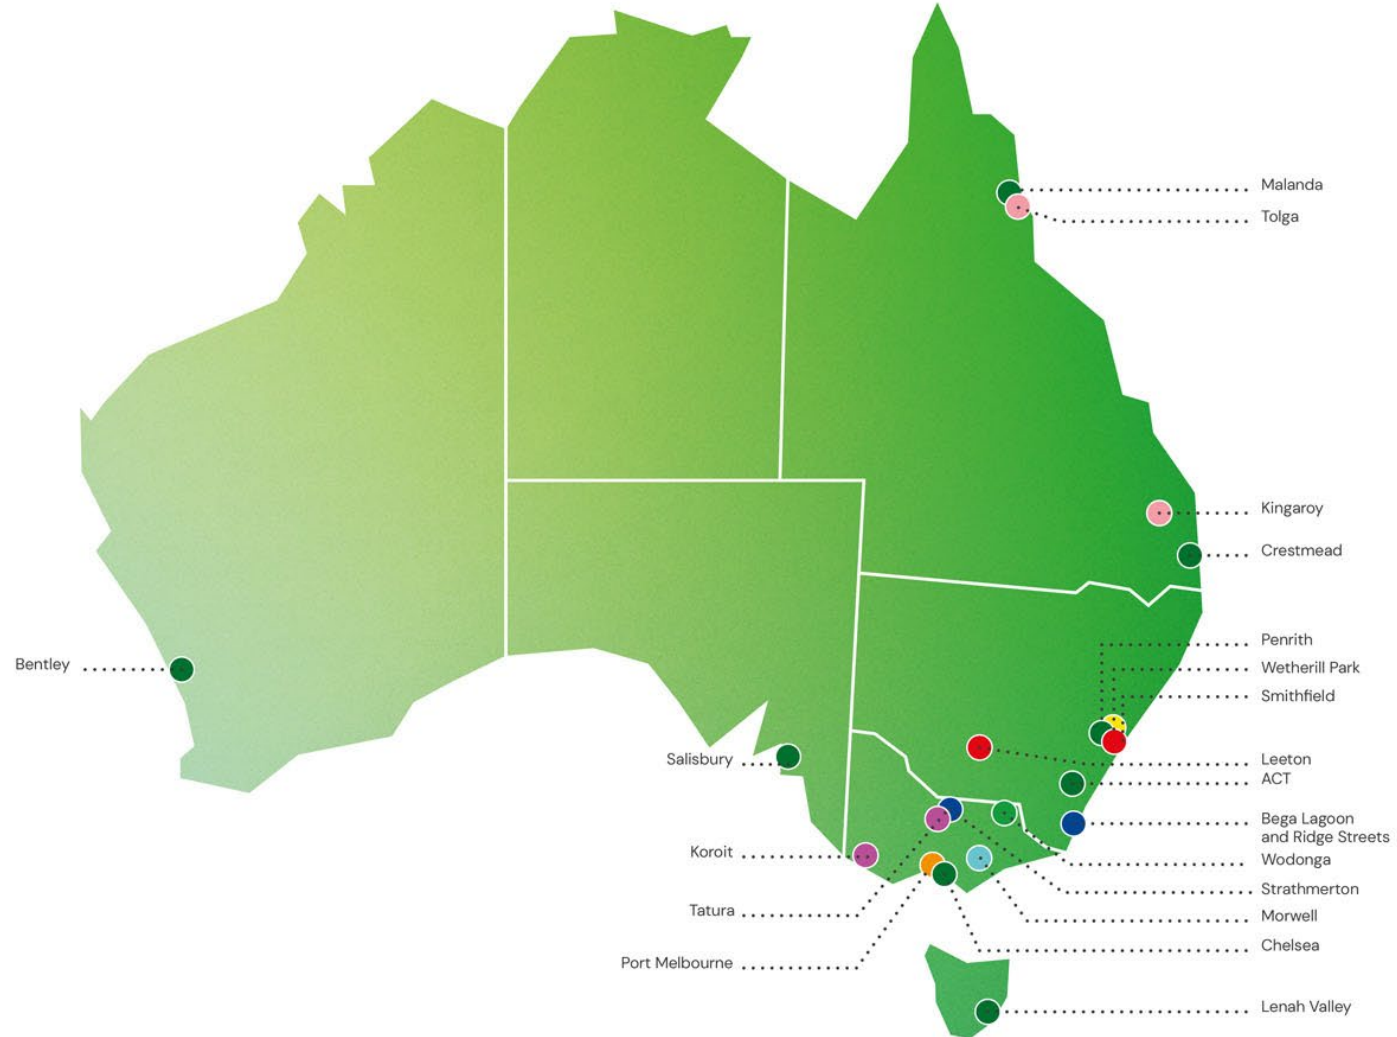 Malanda
Tolga
Kingaroy
Crestmead
Penrith
Bentley
Wetherill Park
Smithfield
Salisbury
Leeton
ACT
Bega Lagoon
and Ridge Streets
Koroit
Wodonga
Strathmerton
Tatura
Morwell
Chelsea
Port Melbourne
Lenah Valley